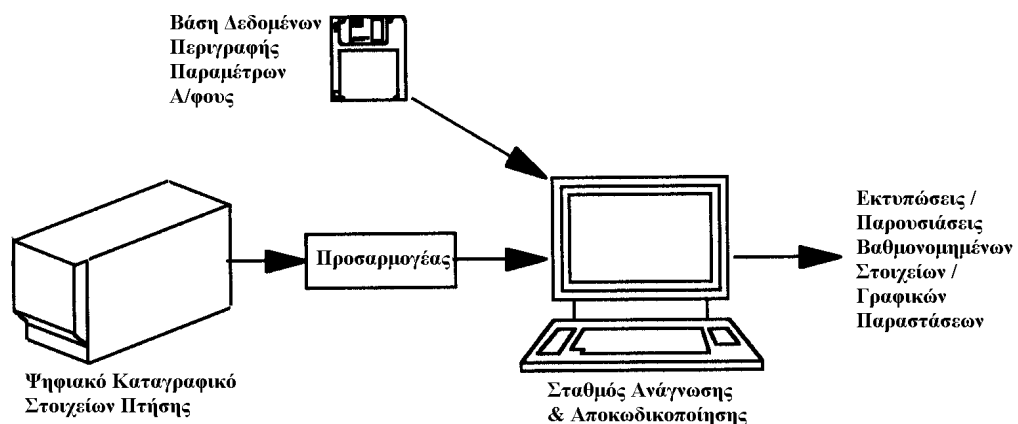 Βάση Δεδομένων
Περιγραφής
Παραμέτρων
Α/φους
Προσαρμογέας
Εκτυπώσεις /
Παρουσιάσεις
Βαθμονομημένων
Στοιχείων /
Γραφικών
Παραστάσεων
Ψηφιακό Καταγραφικό
Στοιχείων Πτήσης
Σταθμός Ανάγνωσης
& Αποκωδικοποίησης